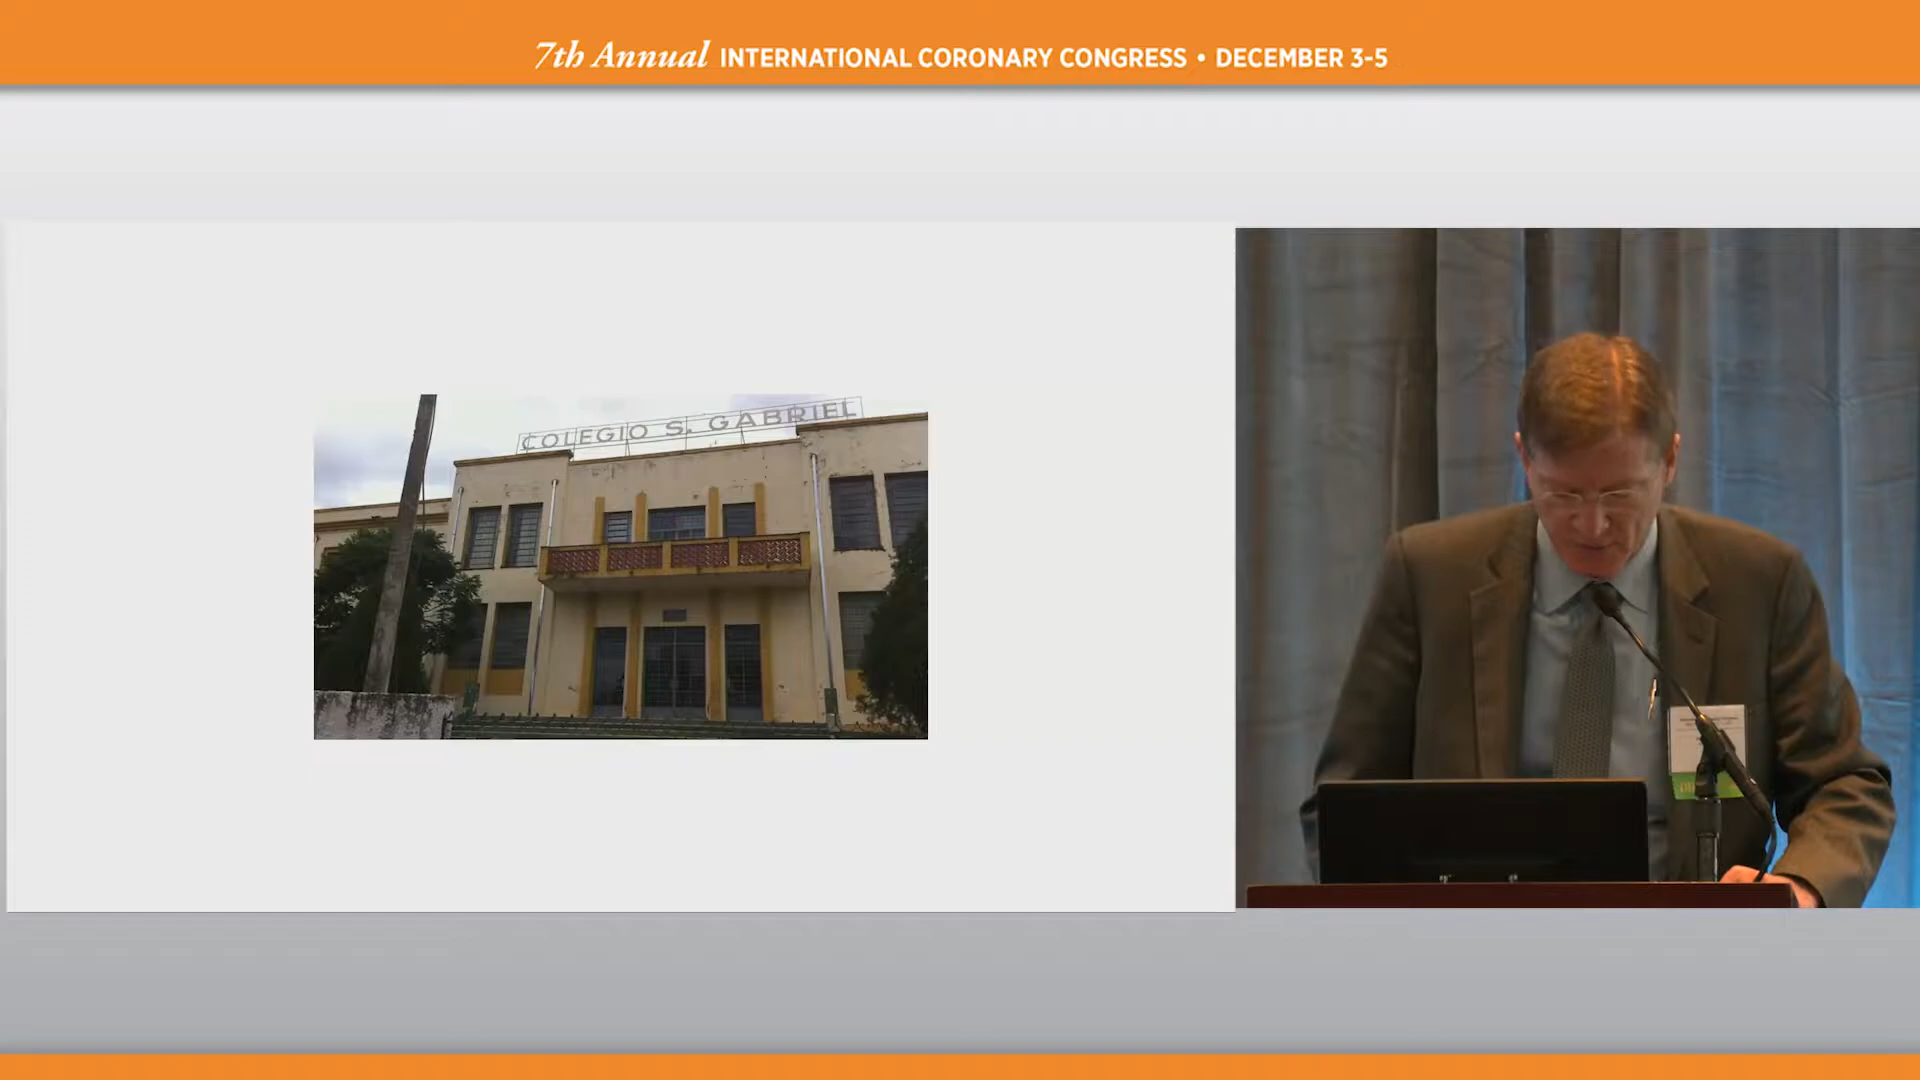 7th Annual INTERNATIONAL CORONARY CONGRESS • DECEMBER 3-5
COLEGIO S. GABRIEL